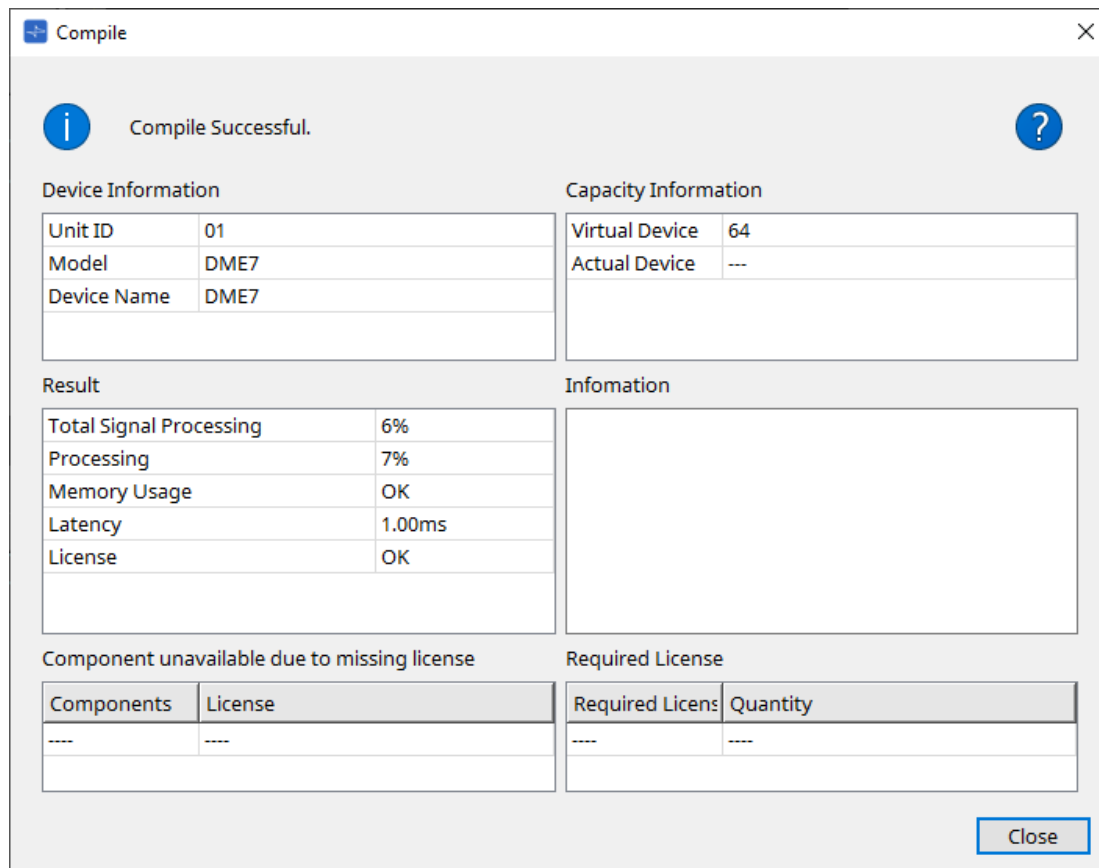 Compile
Compile Successful.
Device Information
Unit ID 01
Model DME7
Device Name DME7
Capacity Information
Virtual Device 64
Actual Device ---
Result
Total Signal Processing 6%
Processing 7%
Memory Usage OK
Latency 1.00ms
License OK
Infomation
Component unavailable due to missing license
Components License
---- ----
Required License
Required Licens Quantity
---- ----
Close